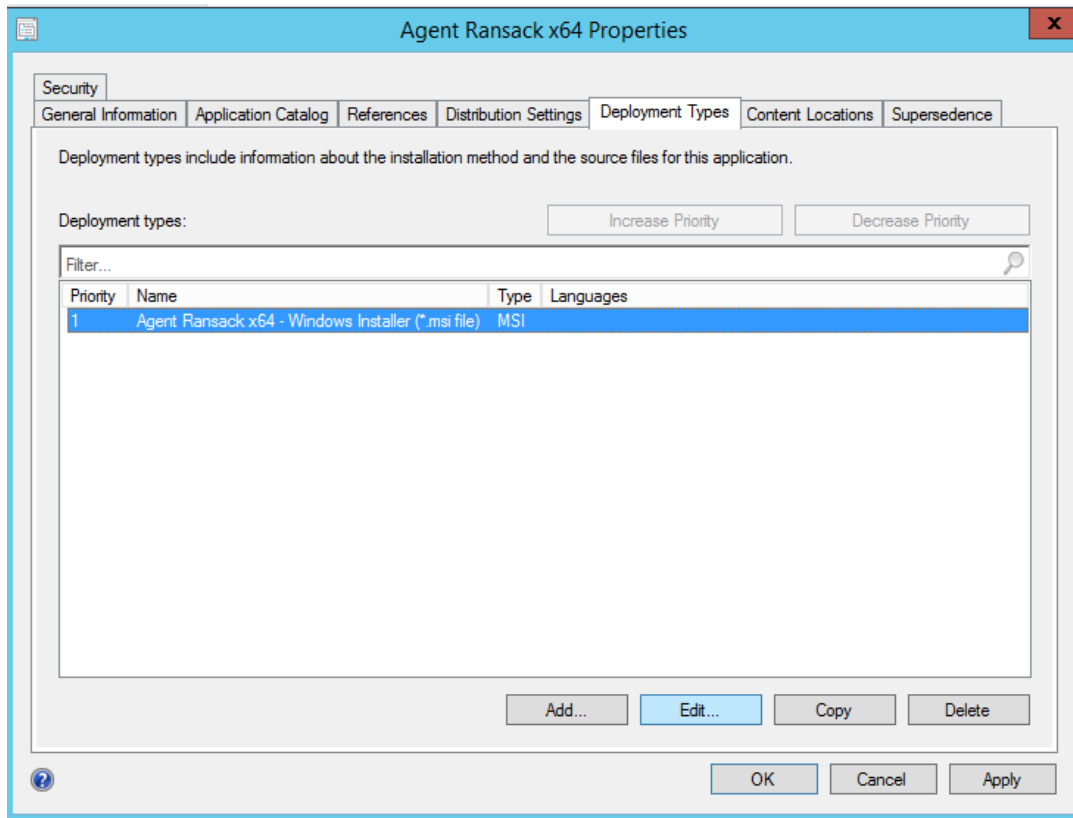 Agent Ransack x64 Properties
x
Security
General Information Application Catalog References Distribution Settings Deployment Types Content Locations Supersedence
Deployment types include information about the installation method and the source files for this application.
Deployment types: Increase Priority Decrease Priority
Filter...
Priority Name Type Languages
1 Agent Ransack x64 - Windows Installer (*.msi file) MSI
Add... Edit... Copy Delete
? OK Cancel Apply